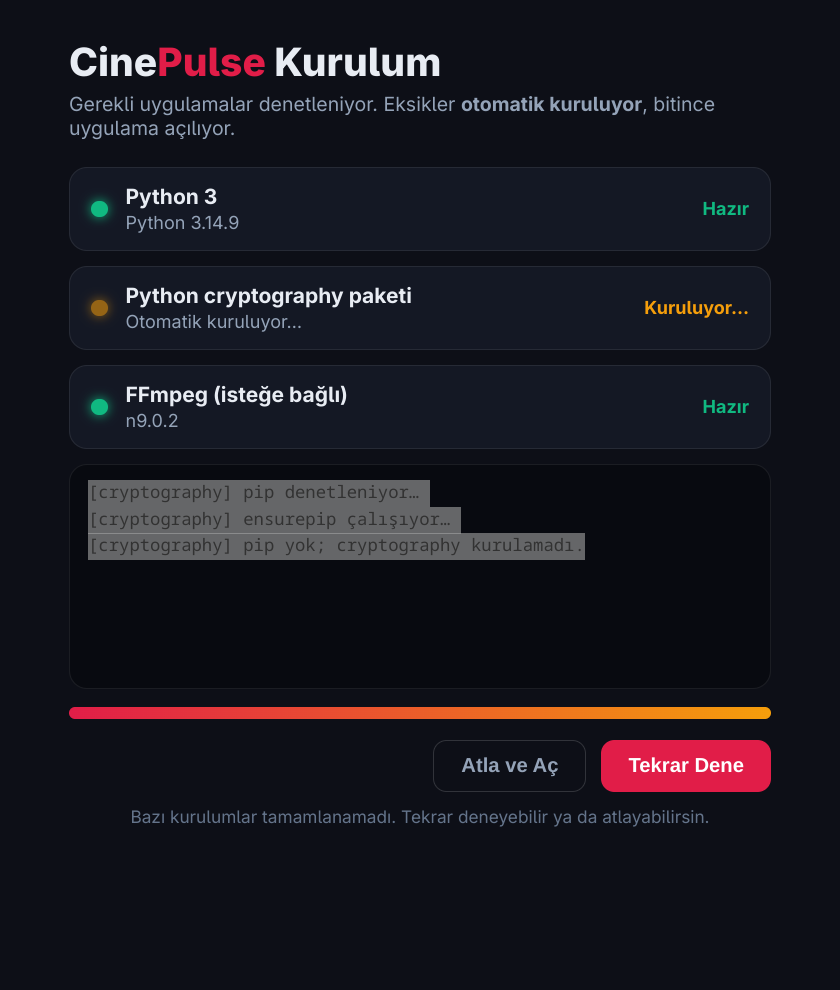 CinePulse Kurulum
Gerekli uygulamalar denetleniyor. Eksikler otomatik kuruluyor, bitince
uygulama açılıyor.
Python 3
Python 3.14.9
Hazır
Python cryptography paketi
Otomatik kuruluyor…
Kuruluyor…
FFmpeg (isteğe bağlı)
n9.0.2
Hazır
[cryptography] pip denetleniyor…
[cryptography] ensurepip çalışıyor…
[cryptography] pip yok; cryptography kurulamadı.
Atla ve Aç
Tekrar Dene
Bazı kurulumlar tamamlanamadı. Tekrar deneyebilir ya da atlayabilirsin.